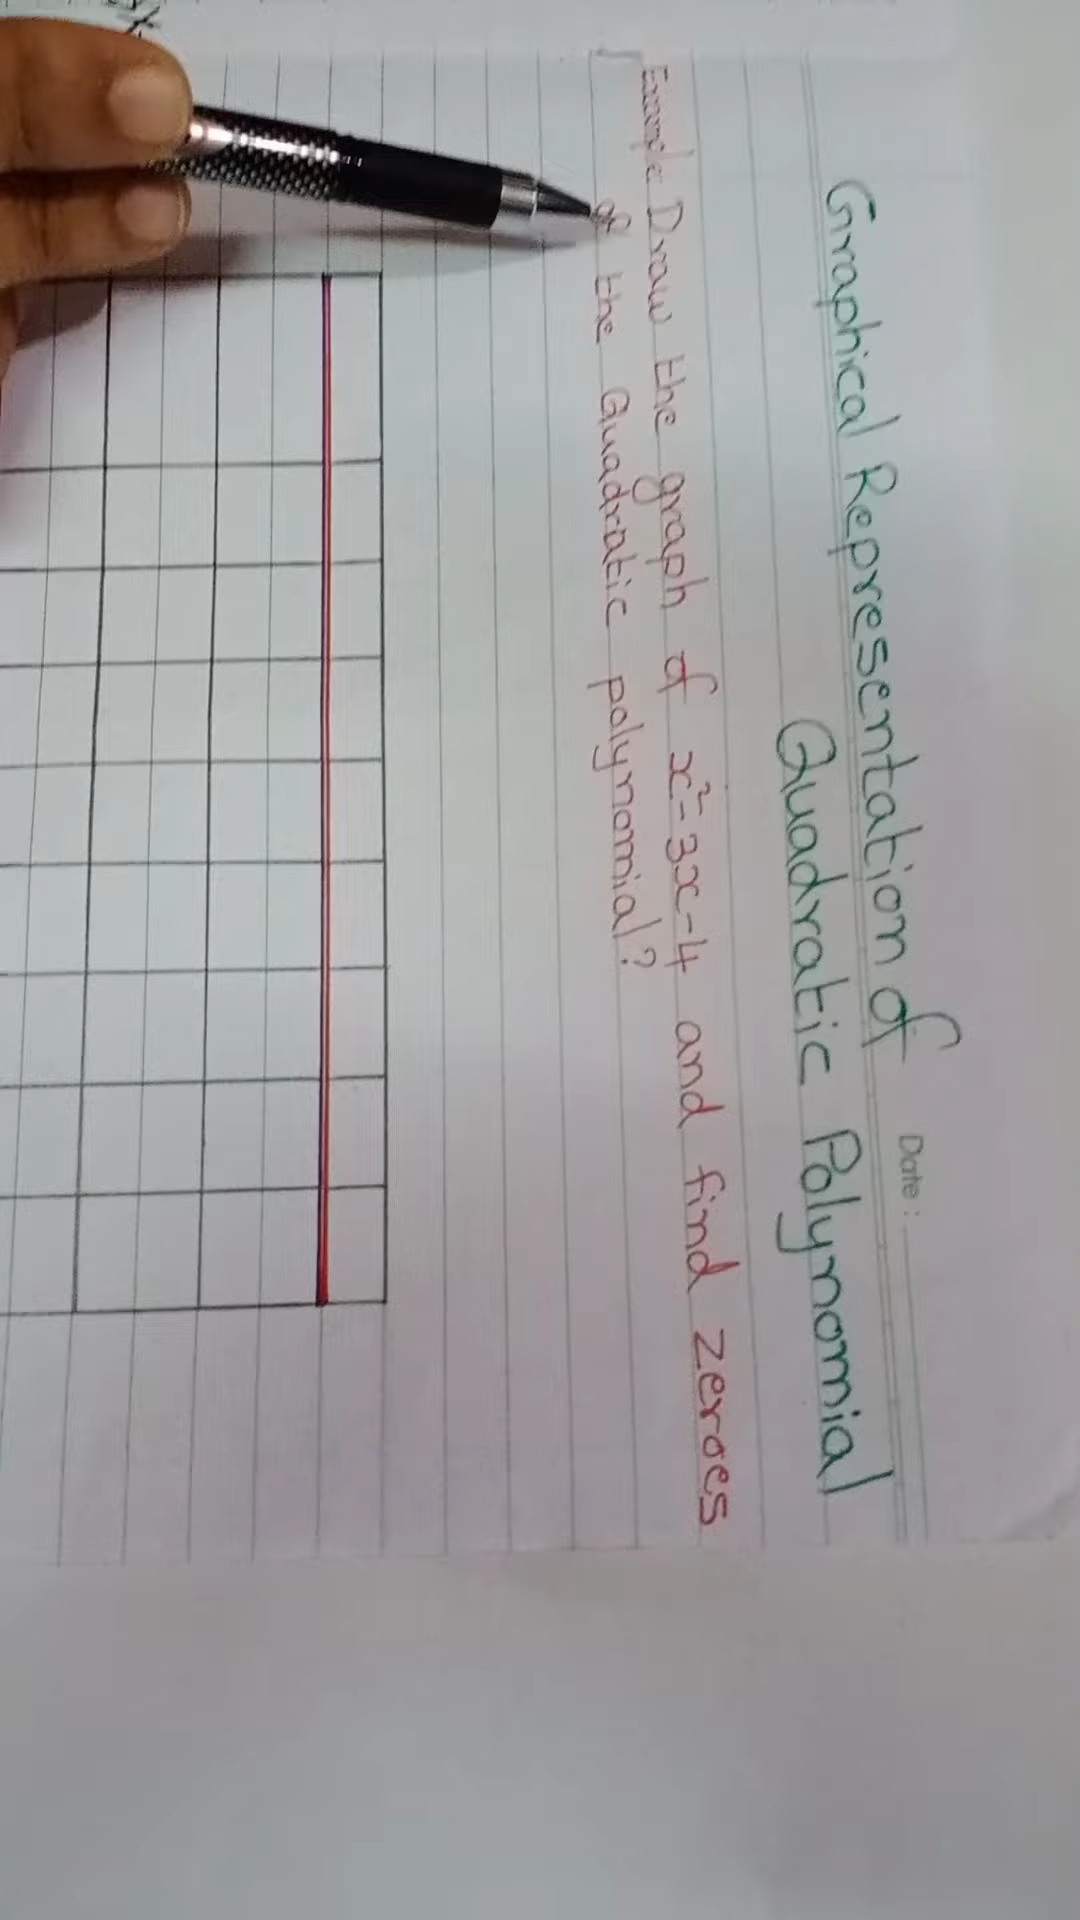 Date :
Graphical Representation of
Quadratic Polynomial
Example: Draw the graph of x²-3x-4 and find zeroes
of the Quadratic polynomial?